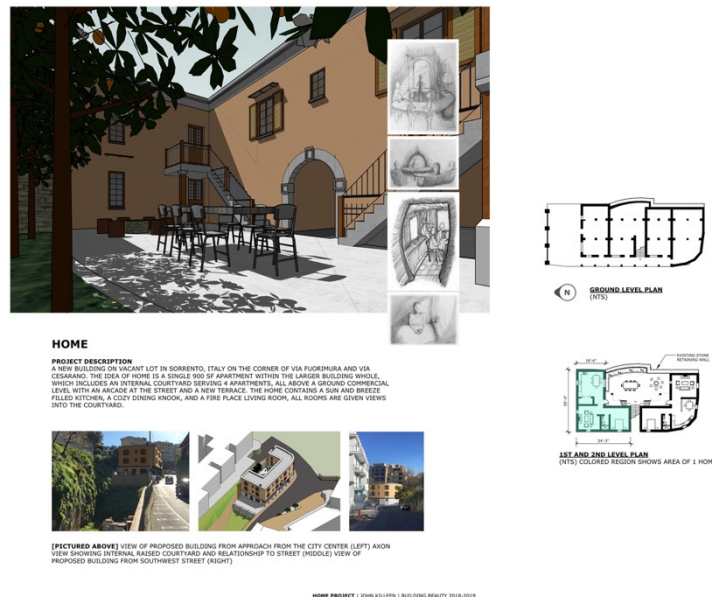 N
GROUND LEVEL PLAN
(NTS)
HOME
PROJECT DESCRIPTION
A NEW BUILDING ON VACANT LOT IN SORRENTO, ITALY ON THE CORNER OF VIA FUORIMURA AND VIA
CESARANO. THE IDEA OF HOME IS A SINGLE 900 SF APARTMENT WITHIN THE LARGER BUILDING WHOLE,
WHICH INCLUDES AN INTERNAL COURTYARD SERVING 4 APARTMENTS, ALL ABOVE A GROUND COMMERCIAL
LEVEL WITH AN ARCADE AT THE STREET AND A NEW TERRACE. THE HOME CONTAINS A SUN AND BREEZE
FILLED KITCHEN, A COZY DINING KNOOK, AND A FIRE PLACE LIVING ROOM, ALL ROOMS ARE GIVEN VIEWS
INTO THE COURTYARD.
EXISTING STONE
RETAINING WALL
1ST AND 2ND LEVEL PLAN
(NTS) COLORED REGION SHOWS AREA OF 1 HOM
[PICTURED ABOVE] VIEW OF PROPOSED BUILDING FROM APPROACH FROM THE CITY CENTER (LEFT) AXON
VIEW SHOWING INTERNAL RAISED COURTYARD AND RELATIONSHIP TO STREET (MIDDLE) VIEW OF
PROPOSED BUILDING FROM SOUTHWEST STREET (RIGHT)
HOME PROJECT | JOHN KILLEEN | BUILDING BEAUTY 2018-2019